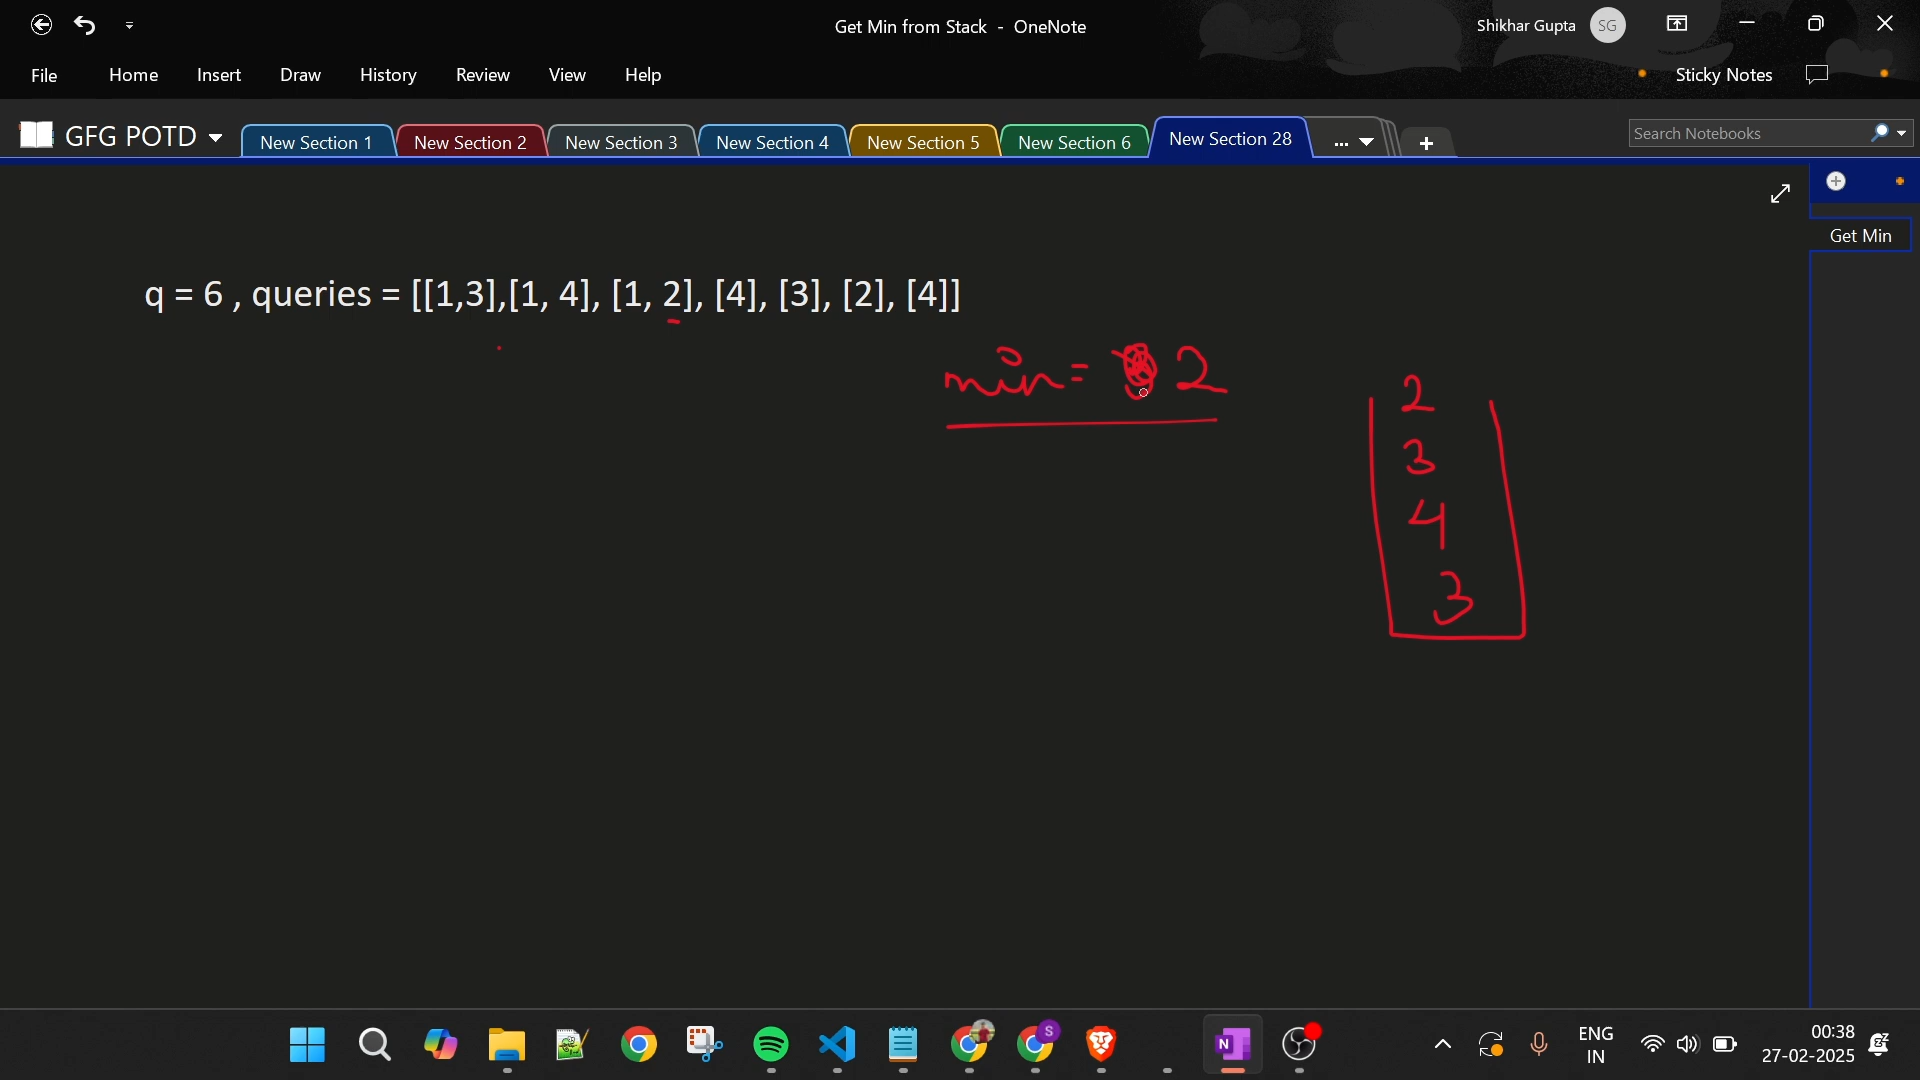 Get Min from Stack - OneNote
Shikhar Gupta SG
File Home Insert Draw History Review View Help
Sticky Notes
GFG POTD New Section 1 New Section 2 New Section 3 New Section 4 New Section 5 New Section 6 New Section 28 ...
Search Notebooks
Get Min
q = 6 , queries = [[1,3],[1, 4], [1, 2], [4], [3], [2], [4]]
min = 2
2
3
4
3
ENG
IN
00:38
27-02-2025